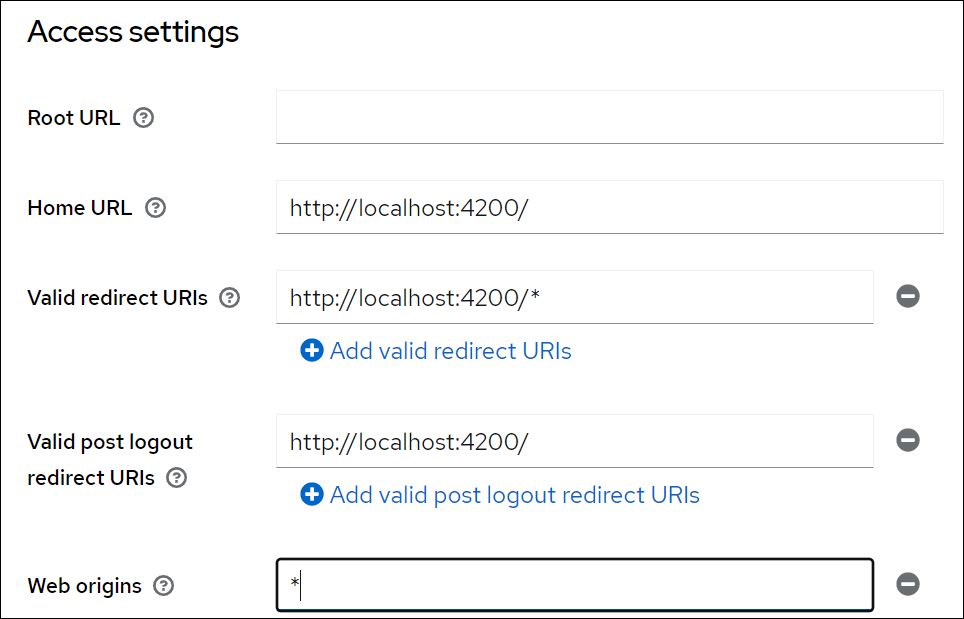 Access settings
Root URL
Home URL
http://localhost:4200/
Valid redirect URIs
http://localhost:4200/*
Add valid redirect URIs
Valid post logout
redirect URIs
http://localhost:4200/
Add valid post logout redirect URIs
Web origins
*